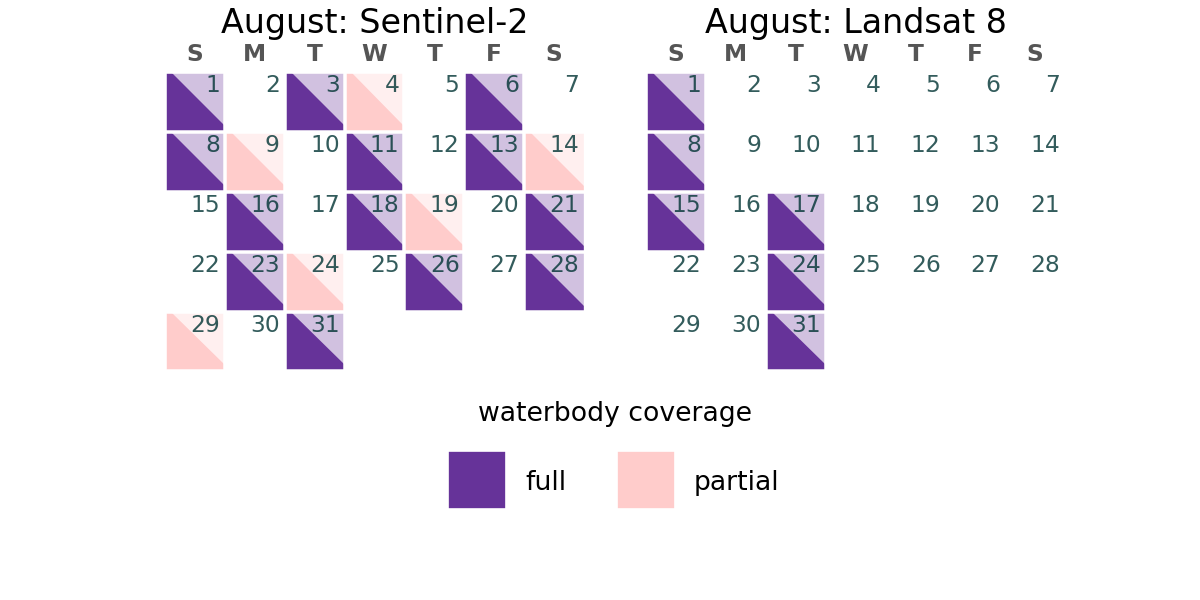 August: Sentinel-2
S M T W T F S
1 2 3 4 5 6 7
8 9 10 11 12 13 14
15 16 17 18 19 20 21
22 23 24 25 26 27 28
29 30 31
August: Landsat 8
S M T W T F S
1 2 3 4 5 6 7
8 9 10 11 12 13 14
15 16 17 18 19 20 21
22 23 24 25 26 27 28
29 30 31
waterbody coverage
full
partial